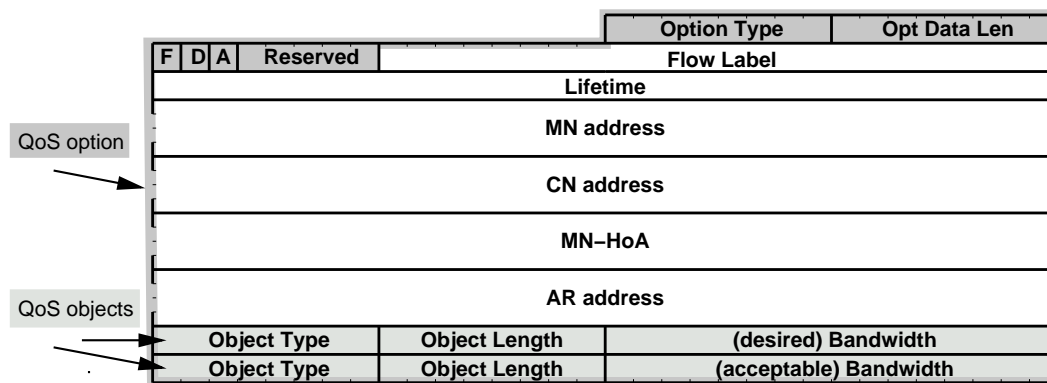 Option Type Opt Data Len
F D A Reserved Flow Label
Lifetime
MN address
QoS option
CN address
MN−HoA
AR address
QoS objects
Object Type Object Length (desired) Bandwidth
Object Type Object Length (acceptable) Bandwidth